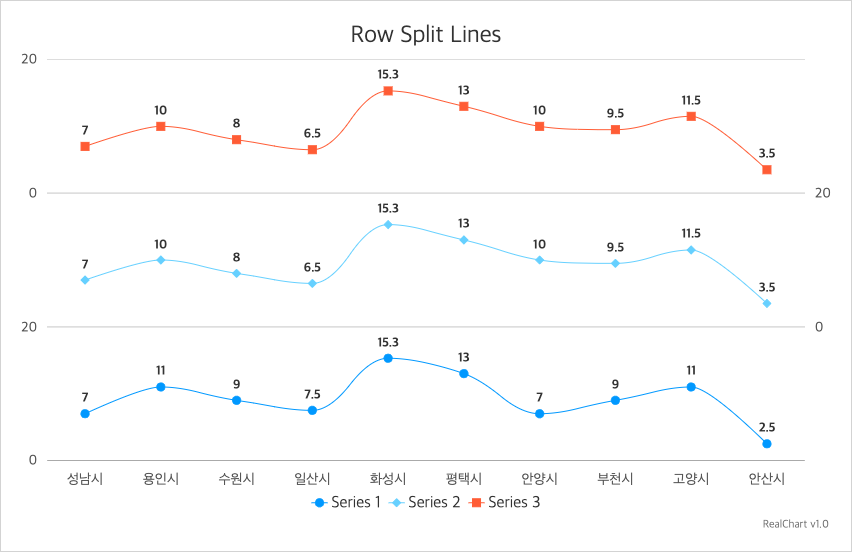 Row Split Lines
20
7 10 8 6.5 15.3 13 10 9.5 11.5 3.5
0 20
7 10 8 6.5 15.3 13 10 9.5 11.5 3.5
20 0
7 11 9 7.5 15.3 13 7 9 11 2.5
0
성남시 용인시 수원시 일산시 화성시 평택시 안양시 부천시 고양시 안산시
Series 1 Series 2 Series 3
RealChart v1.0